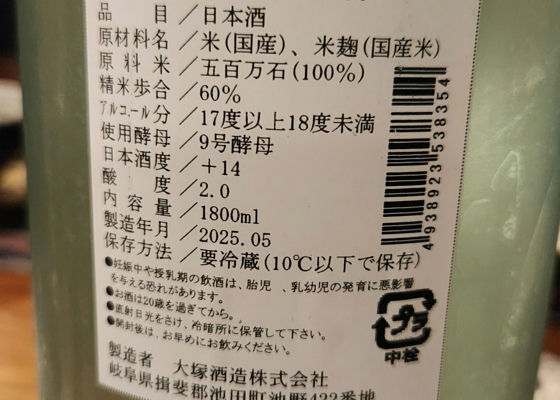 品目／日本酒
原材料名／米(国産)、米麹(国産米)
原料米／五百万石(100%)
精米歩合／60%
アルコール分／17度以上18度未満
使用酵母／9号酵母
日本酒度／+14
酸度／2.0
内容量／1800ml
製造年月／2025.05
保存方法／要冷蔵(10℃以下で保存)
●妊娠中や授乳期の飲酒は、胎児、乳幼児の発育に悪影響
を与える恐れがあります。
●お酒は20歳を過ぎてから。
●直射日光をさけ、冷暗所に保管して下さい。
●開封後は、お早めにお飲みください。
4938923538354
プラ
中栓
製造者 大塚酒造株式会社
岐阜県揖斐郡池田町池野422番地